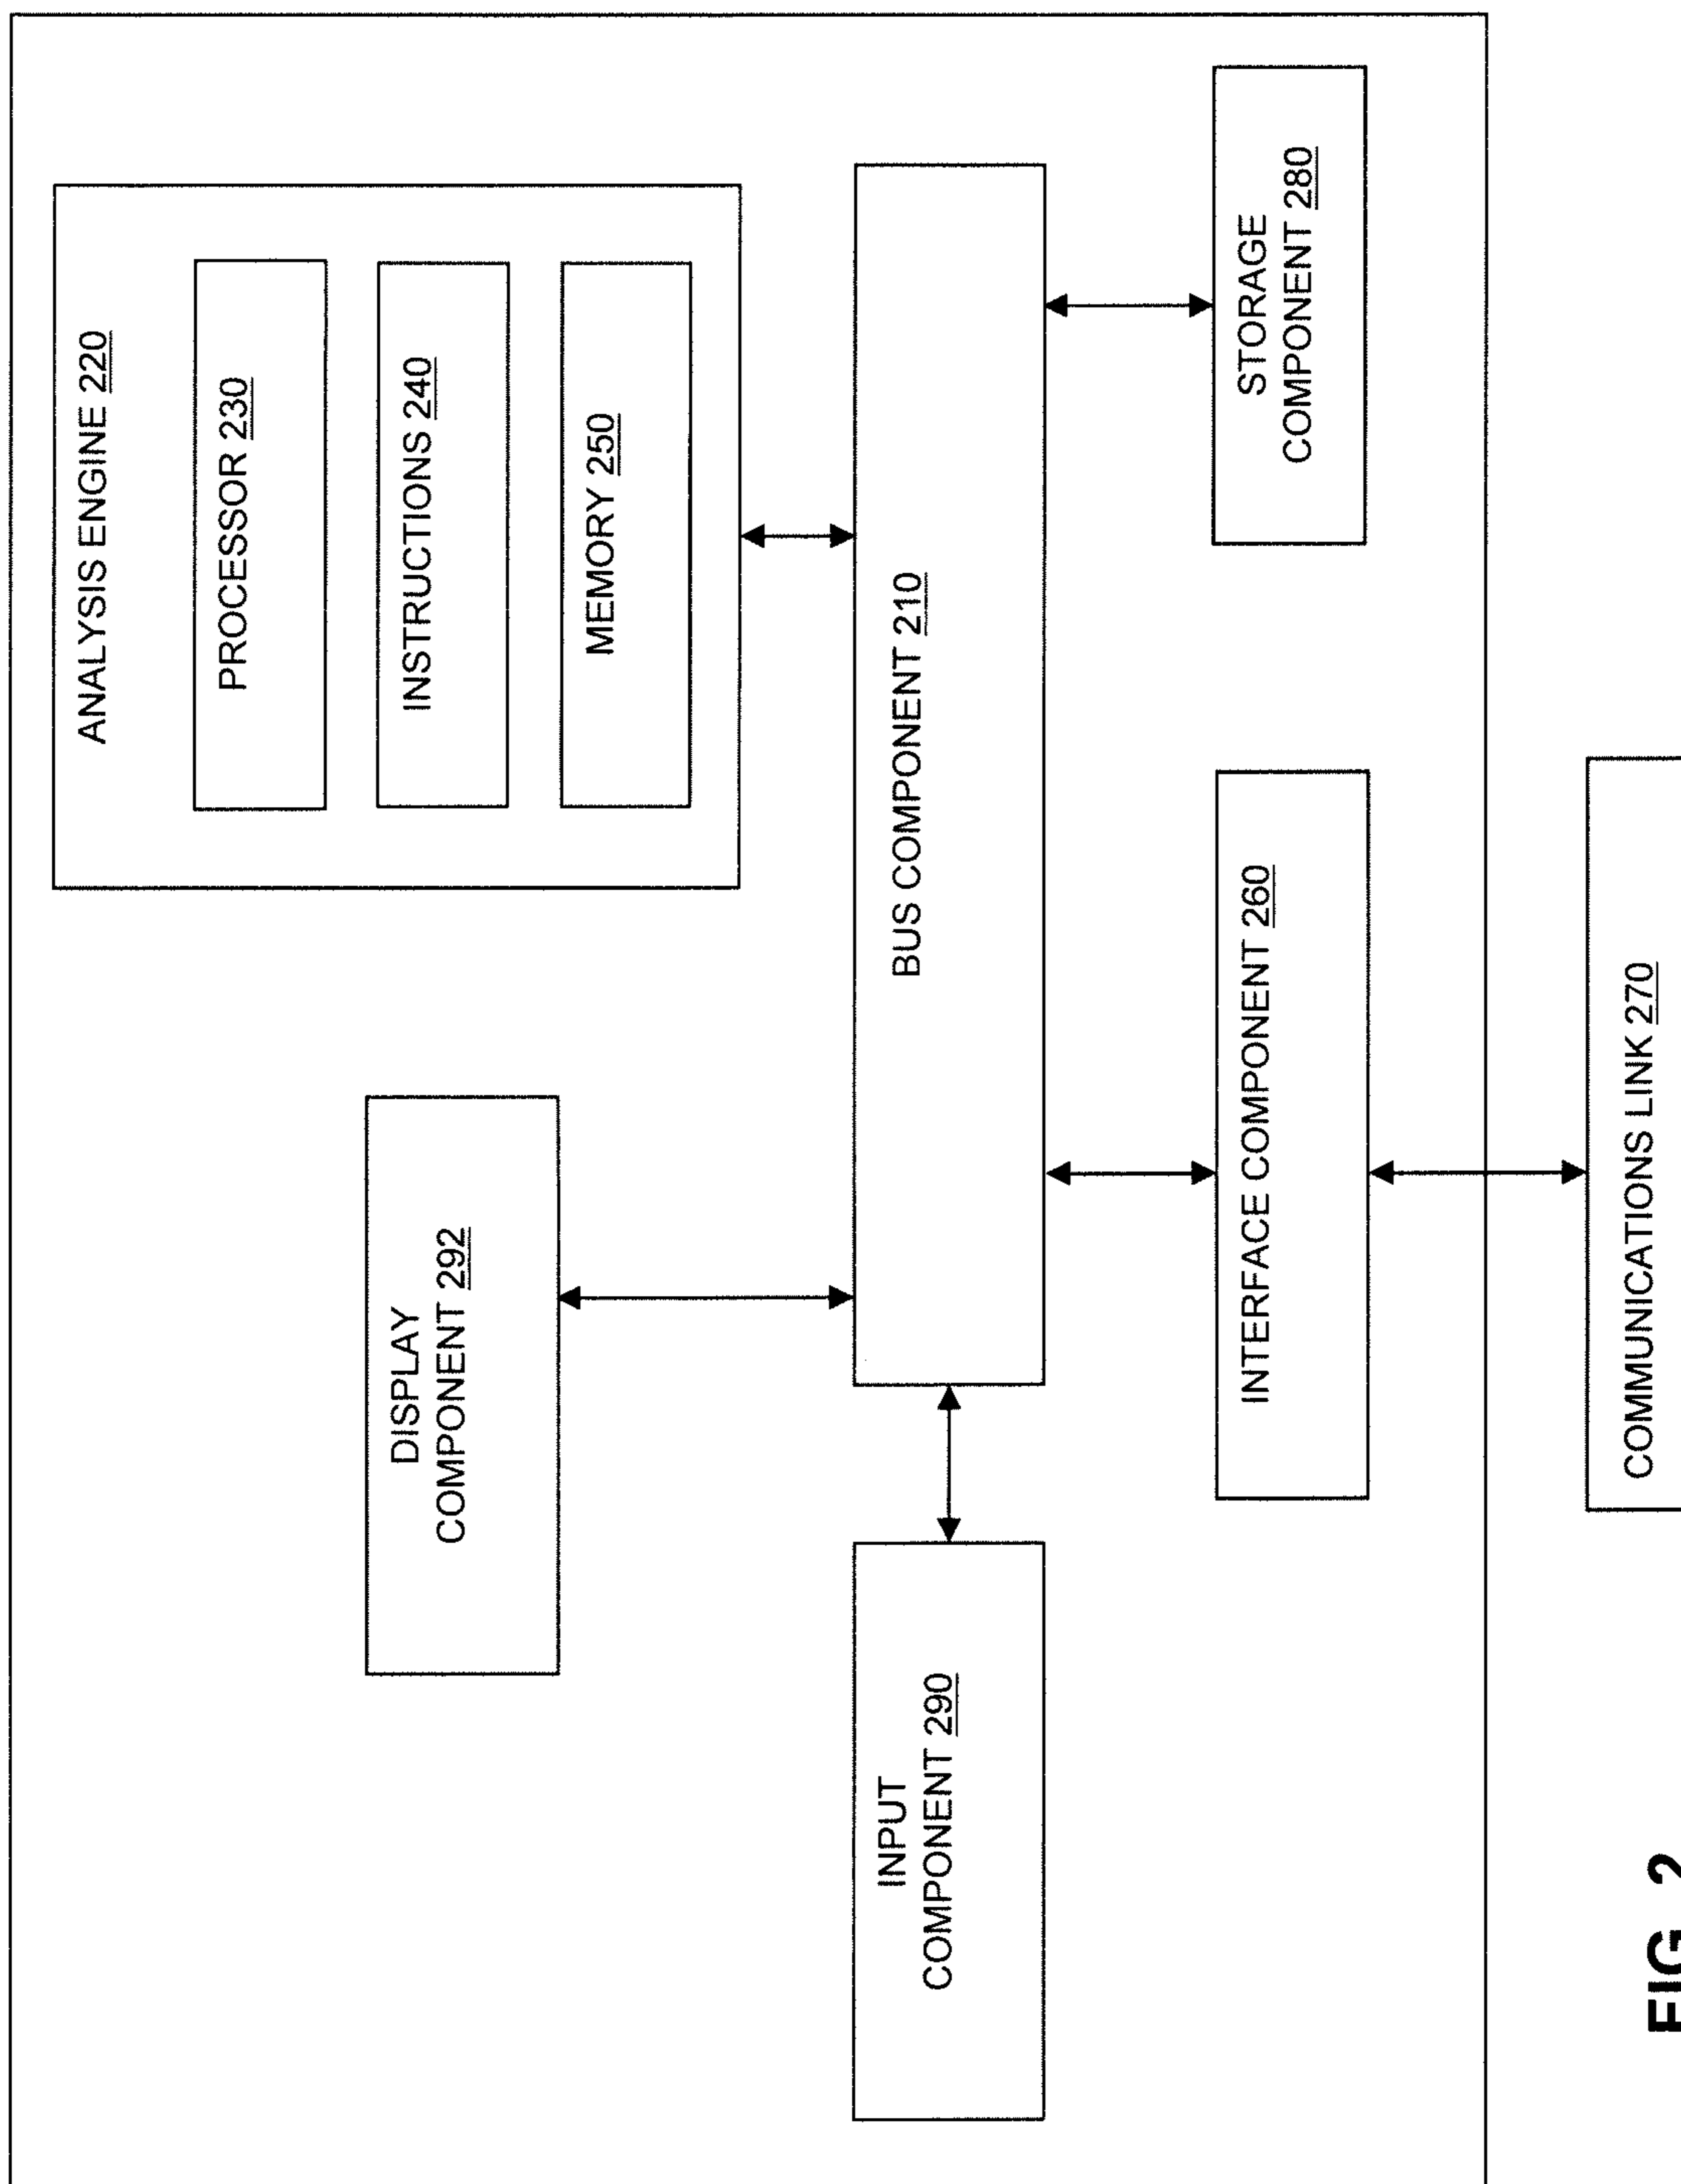 ANALYSIS ENGINE 220
PROCESSOR 230
INSTRUCTIONS 240
MEMORY 250
DISPLAY
COMPONENT 292
BUS COMPONENT 210
INPUT
COMPONENT 290
INTERFACE COMPONENT 260
STORAGE
COMPONENT 280
COMMUNICATIONS LINK 270
FIG. 2